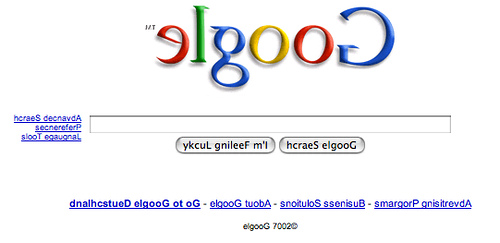 MT elgooG
hcraeS decnavdA
secnereferP
slooT egaugnaL
ykcuL gnileeF m'I hcraeS elgooG
dnalhcstueD elgooG ot oG - elgooG tuobA - snoituloS ssenisuB - smargorP gnisitrevdA
elgooG 7002©